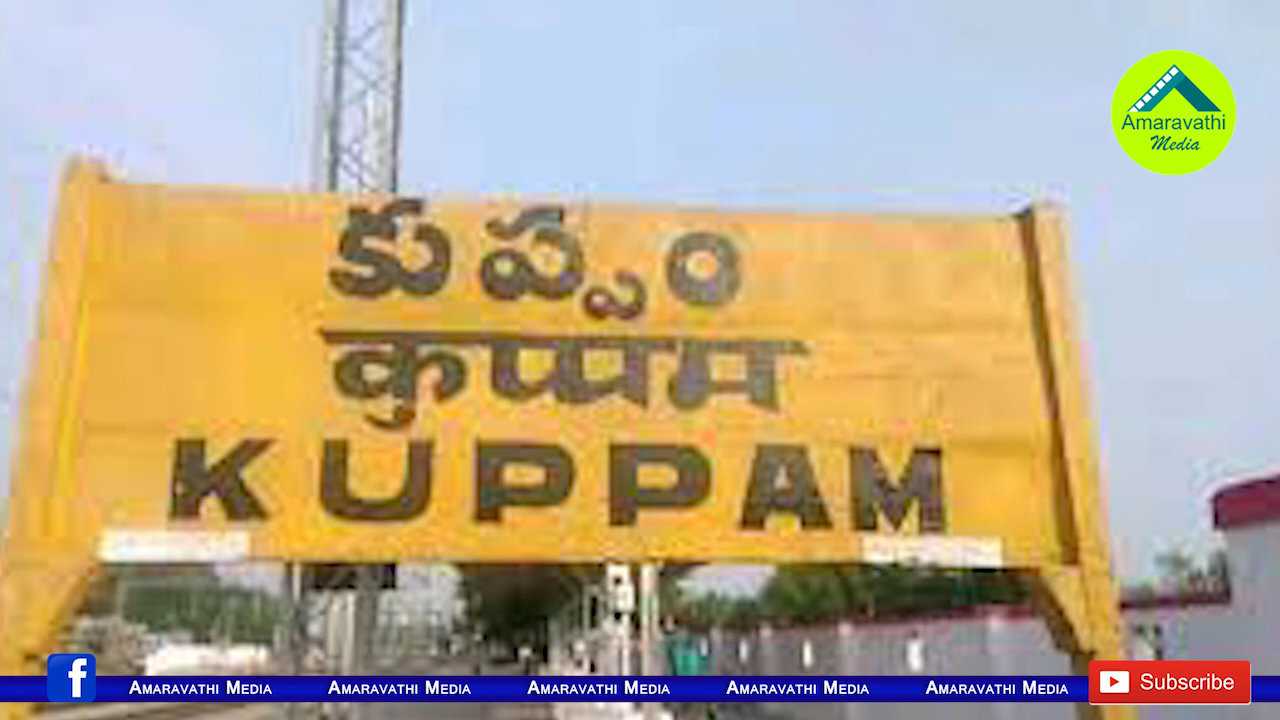 కుప్పం
कुप्पम
KUPPAM
Amaravathi
Media
f
Amaravathi Media Amaravathi Media Amaravathi Media Amaravathi Media Amaravathi Media
Subscribe